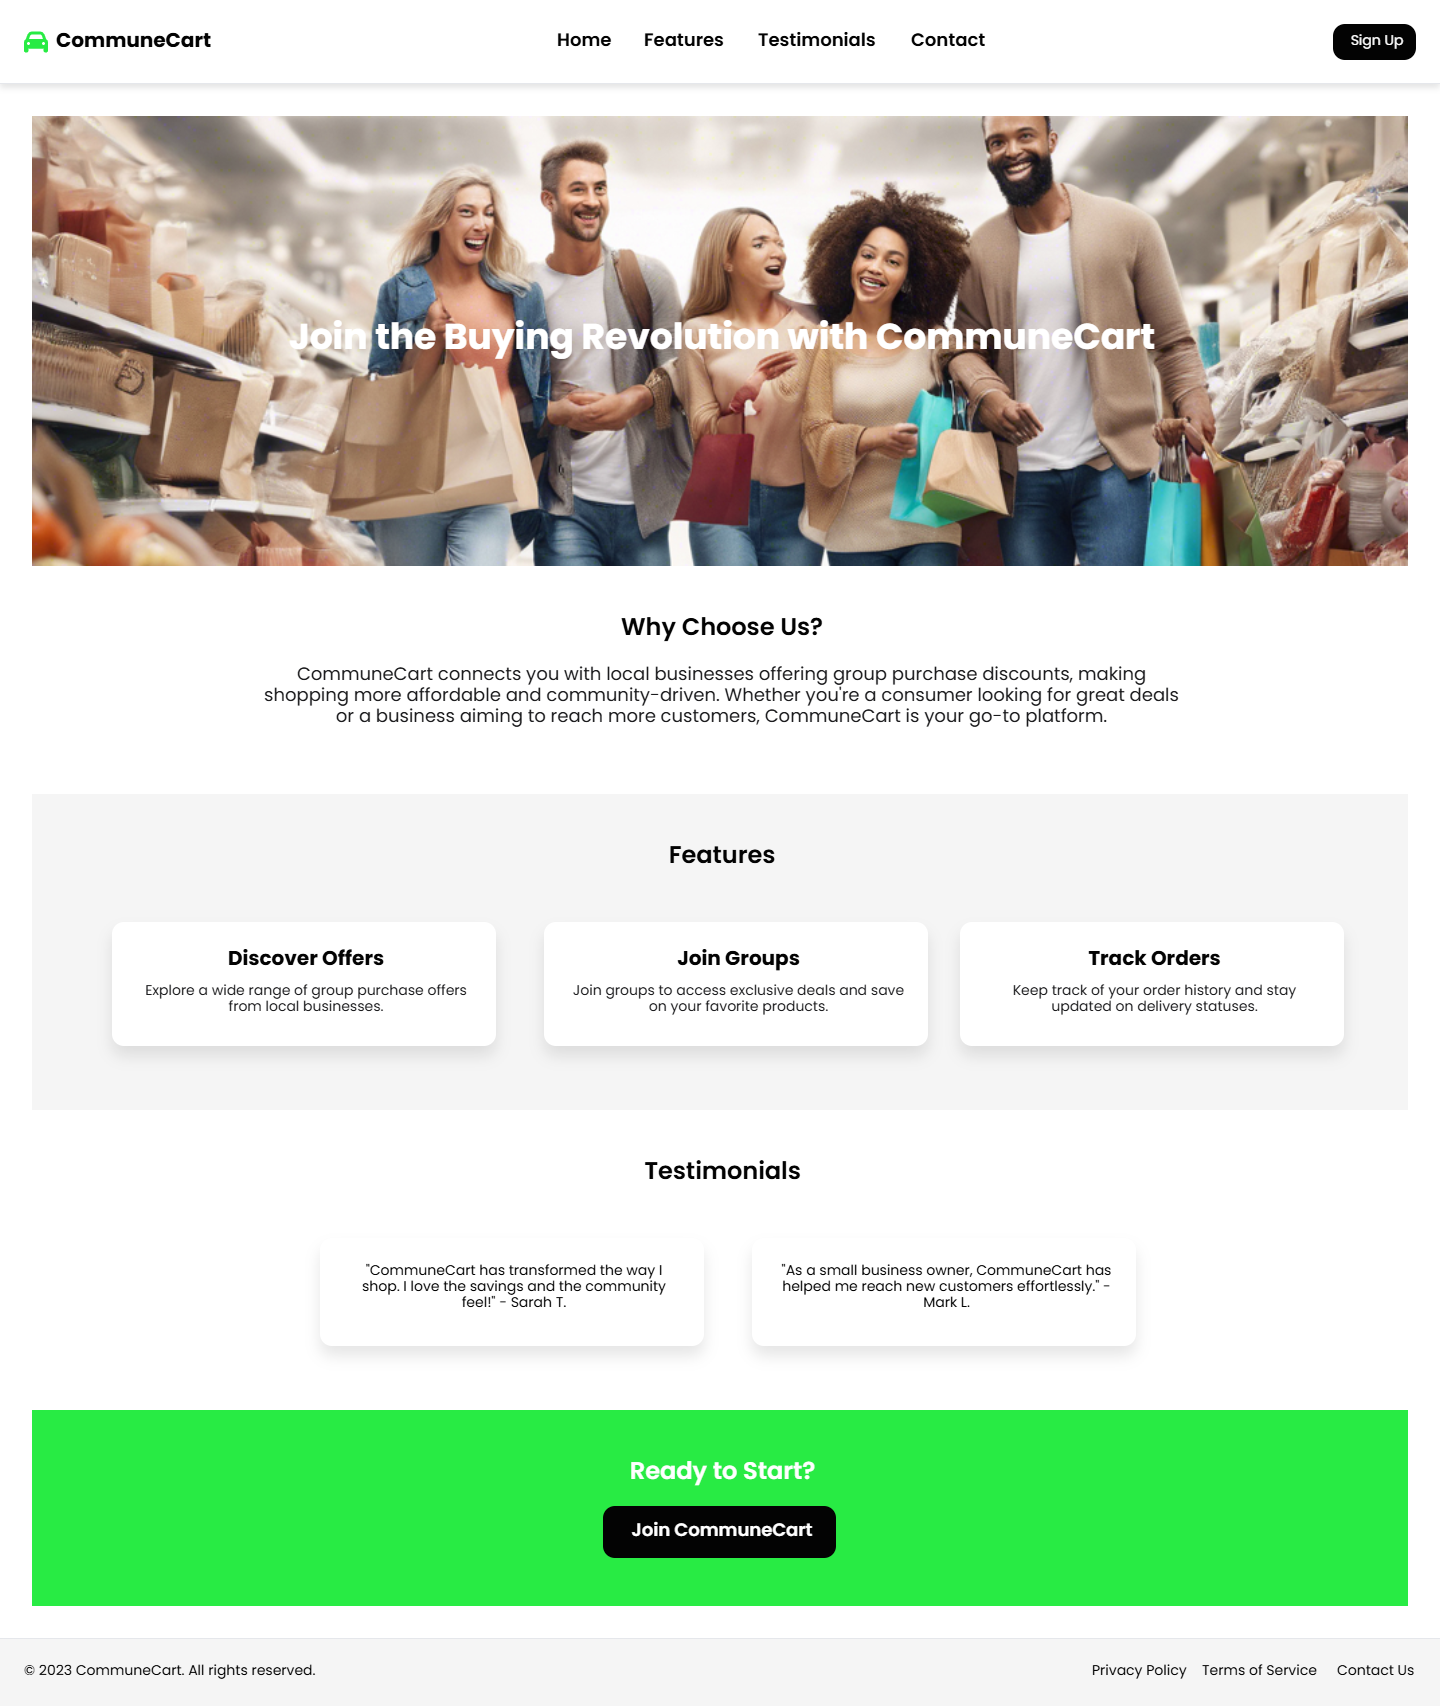 CommuneCart
Home Features Testimonials Contact
Sign Up
Join the Buying Revolution with CommuneCart
Why Choose Us?
CommuneCart connects you with local businesses offering group purchase discounts, making
shopping more affordable and community-driven. Whether you're a consumer looking for great deals
or a business aiming to reach more customers, CommuneCart is your go-to platform.
Features
Discover Offers
Explore a wide range of group purchase offers
from local businesses.
Join Groups
Join groups to access exclusive deals and save
on your favorite products.
Track Orders
Keep track of your order history and stay
updated on delivery statuses.
Testimonials
"CommuneCart has transformed the way I
shop. I love the savings and the community
feel!" - Sarah T.
"As a small business owner, CommuneCart has
helped me reach new customers effortlessly." -
Mark L.
Ready to Start?
Join CommuneCart
© 2023 CommuneCart. All rights reserved.
Privacy Policy Terms of Service Contact Us